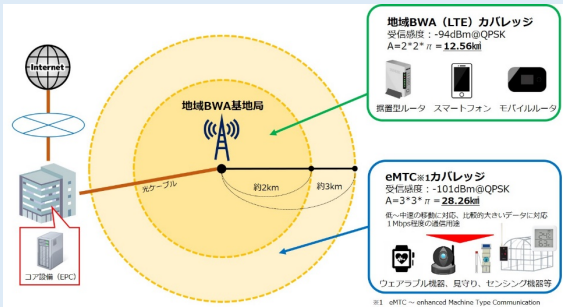 Internet
地域BWA基地局
光ケーブル
約2km
約3km
コア設備（EPC）
地域BWA（LTE）カバレッジ
受信感度：-94dBm@QPSK
A=2*2*π=12.56㎢
据置型ルータ スマートフォン モバイルルータ
eMTC※1カバレッジ
受信感度：-101dBm@QPSK
A=3*3*π=28.26㎢
低～中速の移動に対応、比較的大きいデータに対応
１Mbps程度の通信用途
ウェアラブル機器、見守り、センシング機器等
※1 eMTC ～ enhanced Machine Type Communication